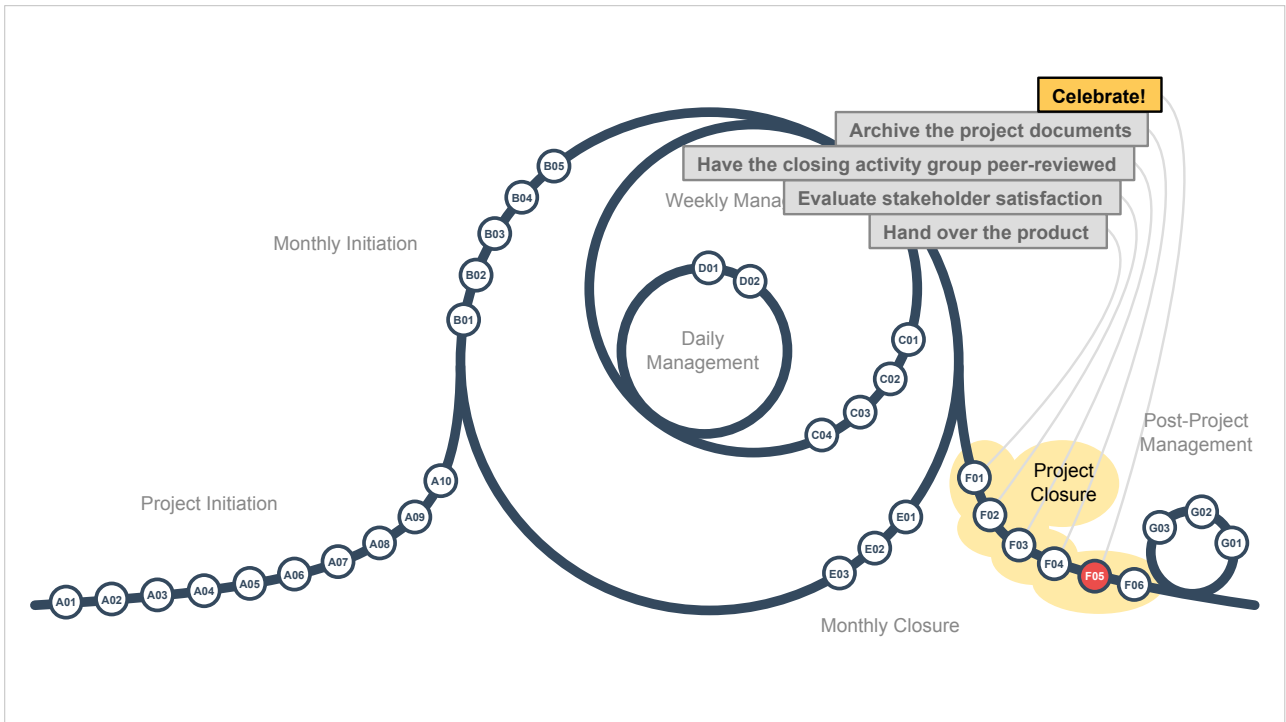 Celebrate!
Archive the project documents
Have the closing activity group peer-reviewed
Evaluate stakeholder satisfaction
Hand over the product
Weekly Mana
Monthly Initiation
Daily
Management
Post-Project
Management
Project
Closure
Project Initiation
Monthly Closure
A01
A02
A03
A04
A05
A06
A07
A08
A09
A10
B01
B02
B03
B04
B05
D01
D02
C01
C02
C03
C04
E01
E02
E03
F01
F02
F03
F04
F05
F06
G03
G02
G01